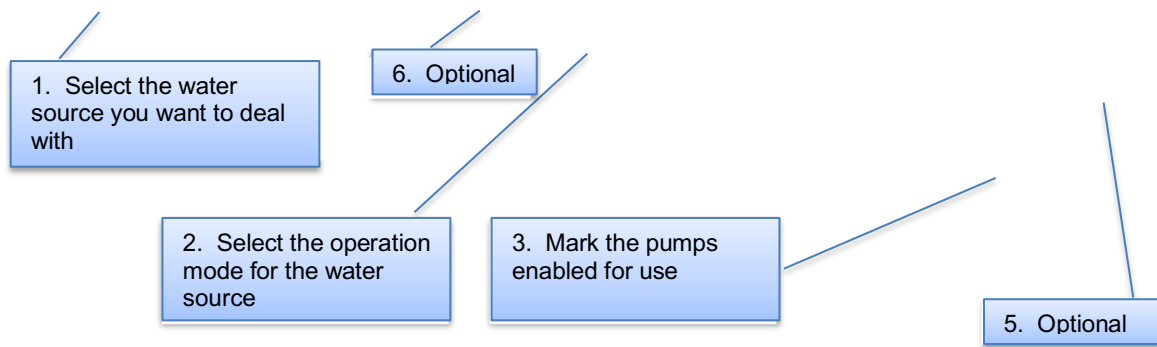 1. Select the water
source you want to deal
with
6. Optional
2. Select the operation
mode for the water
source
3. Mark the pumps
enabled for use
5. Optional